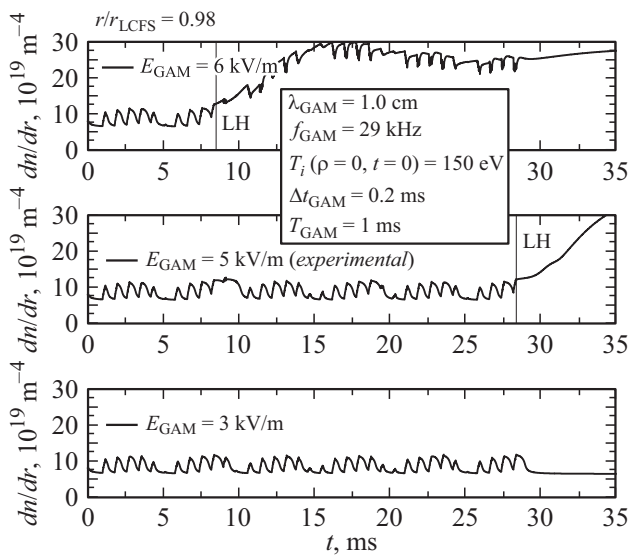 r/r_LCFS = 0.98
dn/dr, 10^19 m^−4
30
20
10
0
E_GAM = 6 kV/m
LH
λ_GAM = 1.0 cm
f_GAM = 29 kHz
T_i (ρ = 0, t = 0) = 150 eV
Δt_GAM = 0.2 ms
T_GAM = 1 ms
0 5 10 15 20 25 30 35
dn/dr, 10^19 m^−4
30
20
10
0
E_GAM = 5 kV/m (experimental)
LH
0 5 10 15 20 25 30 35
dn/dr, 10^19 m^−4
30
20
10
0
E_GAM = 3 kV/m
0 5 10 15 20 25 30 35
t, ms